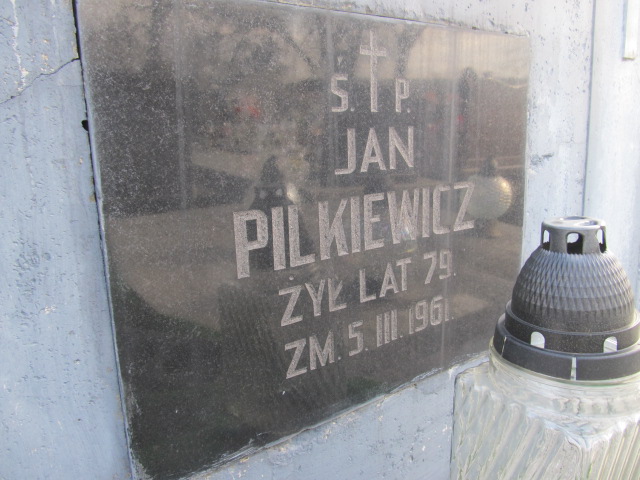 Ś. P.
JAN
PILKIEWICZ
ŻYŁ LAT 79.
ZM. 5. III. 1961.